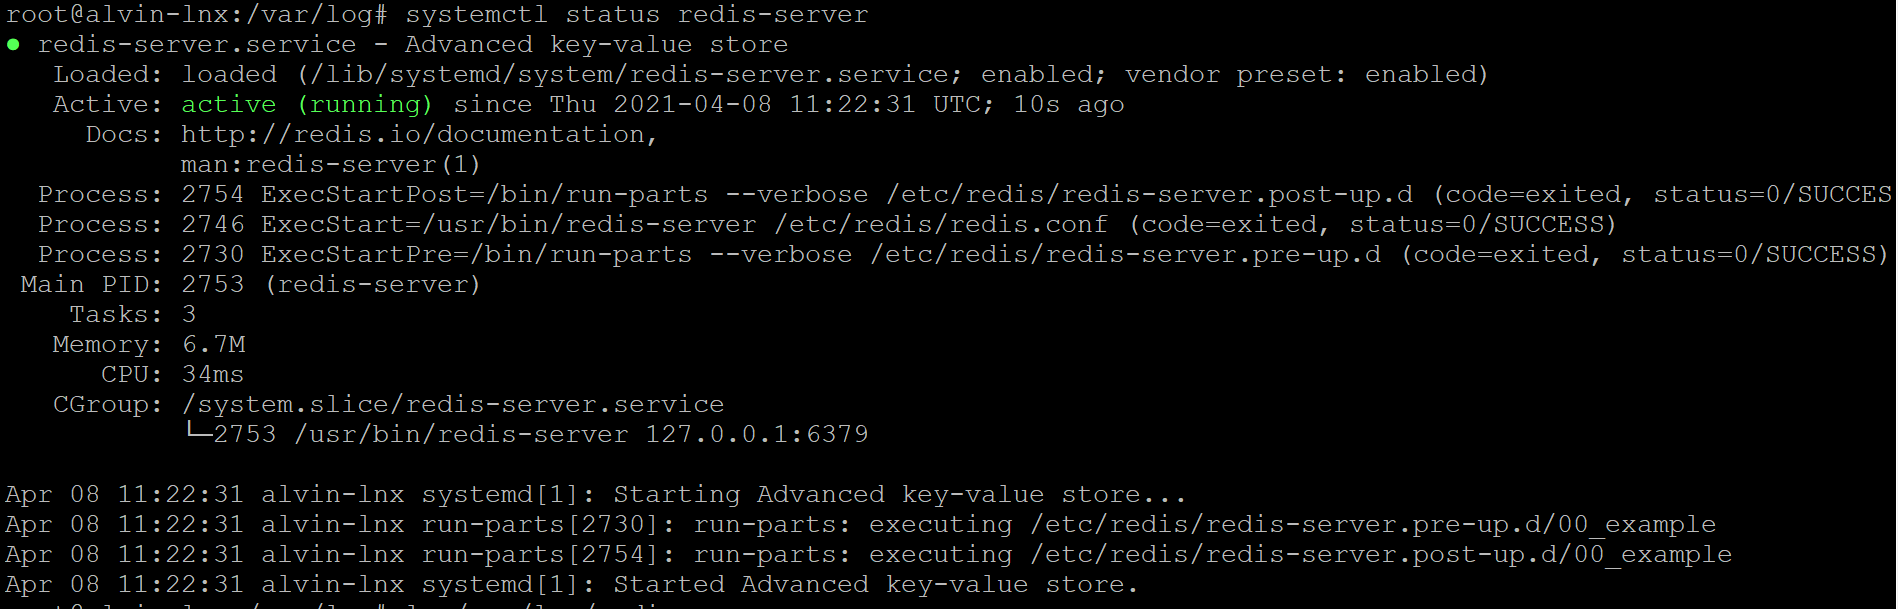 root@alvin-lnx:/var/log# systemctl status redis-server
● redis-server.service - Advanced key-value store
   Loaded: loaded (/lib/systemd/system/redis-server.service; enabled; vendor preset: enabled)
   Active: active (running) since Thu 2021-04-08 11:22:31 UTC; 10s ago
     Docs: http://redis.io/documentation,
           man:redis-server(1)
  Process: 2754 ExecStartPost=/bin/run-parts --verbose /etc/redis/redis-server.post-up.d (code=exited, status=0/SUCCES
  Process: 2746 ExecStart=/usr/bin/redis-server /etc/redis/redis.conf (code=exited, status=0/SUCCESS)
  Process: 2730 ExecStartPre=/bin/run-parts --verbose /etc/redis/redis-server.pre-up.d (code=exited, status=0/SUCCESS)
 Main PID: 2753 (redis-server)
    Tasks: 3
   Memory: 6.7M
      CPU: 34ms
   CGroup: /system.slice/redis-server.service
           └─2753 /usr/bin/redis-server 127.0.0.1:6379

Apr 08 11:22:31 alvin-lnx systemd[1]: Starting Advanced key-value store...
Apr 08 11:22:31 alvin-lnx run-parts[2730]: run-parts: executing /etc/redis/redis-server.pre-up.d/00_example
Apr 08 11:22:31 alvin-lnx run-parts[2754]: run-parts: executing /etc/redis/redis-server.post-up.d/00_example
Apr 08 11:22:31 alvin-lnx systemd[1]: Started Advanced key-value store.